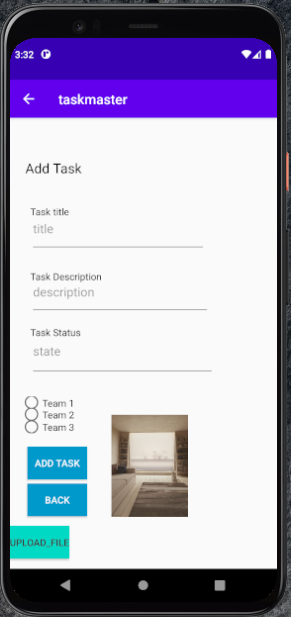 3:32
taskmaster
Add Task
Task title
title
Task Description
description
Task Status
state
Team 1
Team 2
Team 3
ADD TASK
BACK
UPLOAD_FILE